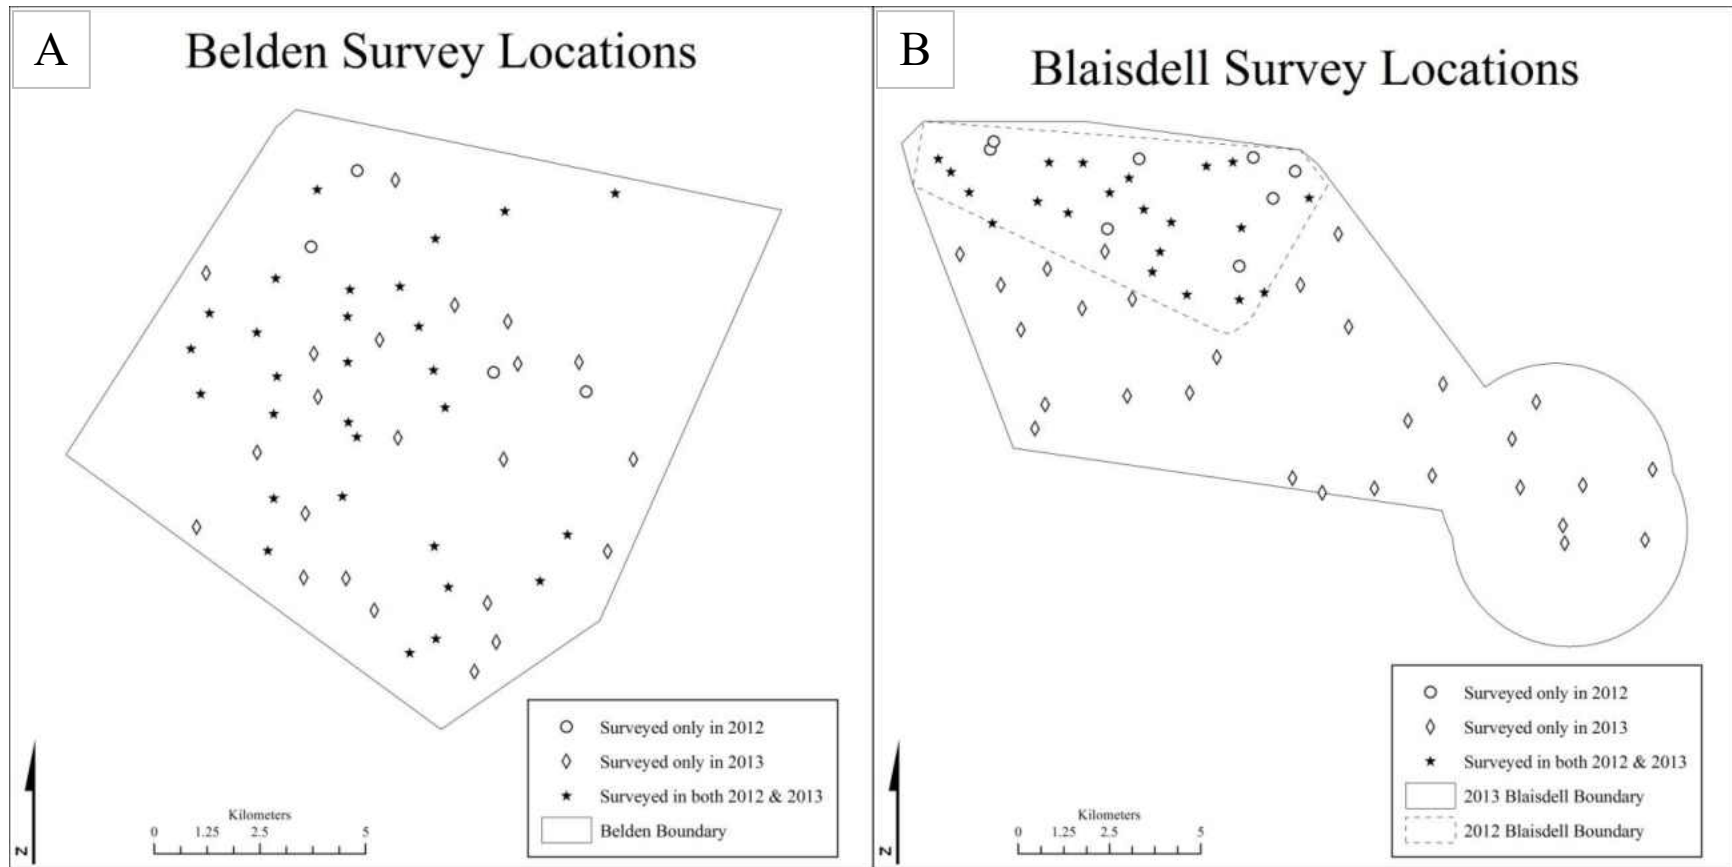 A
Belden Survey Locations
Surveyed only in 2012
Surveyed only in 2013
Surveyed in both 2012 & 2013
Belden Boundary
Kilometers
0 1.25 2.5 5
N
B
Blaisdell Survey Locations
Surveyed only in 2012
Surveyed only in 2013
Surveyed in both 2012 & 2013
2013 Blaisdell Boundary
2012 Blaisdell Boundary
Kilometers
0 1.25 2.5 5
N